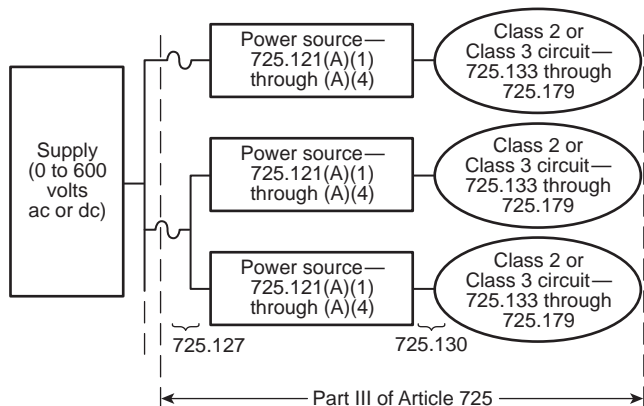 Supply
(0 to 600
volts
ac or dc)
Power source—
725.121(A)(1)
through (A)(4)
Class 2 or
Class 3 circuit—
725.133 through
725.179
Power source—
725.121(A)(1)
through (A)(4)
Class 2 or
Class 3 circuit—
725.133 through
725.179
Power source—
725.121(A)(1)
through (A)(4)
Class 2 or
Class 3 circuit—
725.133 through
725.179
725.127
725.130
Part III of Article 725